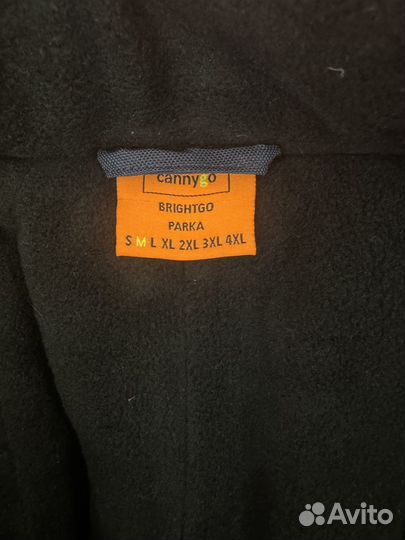 cannygo
BRIGHTGO
PARKA
S M L XL 2XL 3XL 4XL
Avito